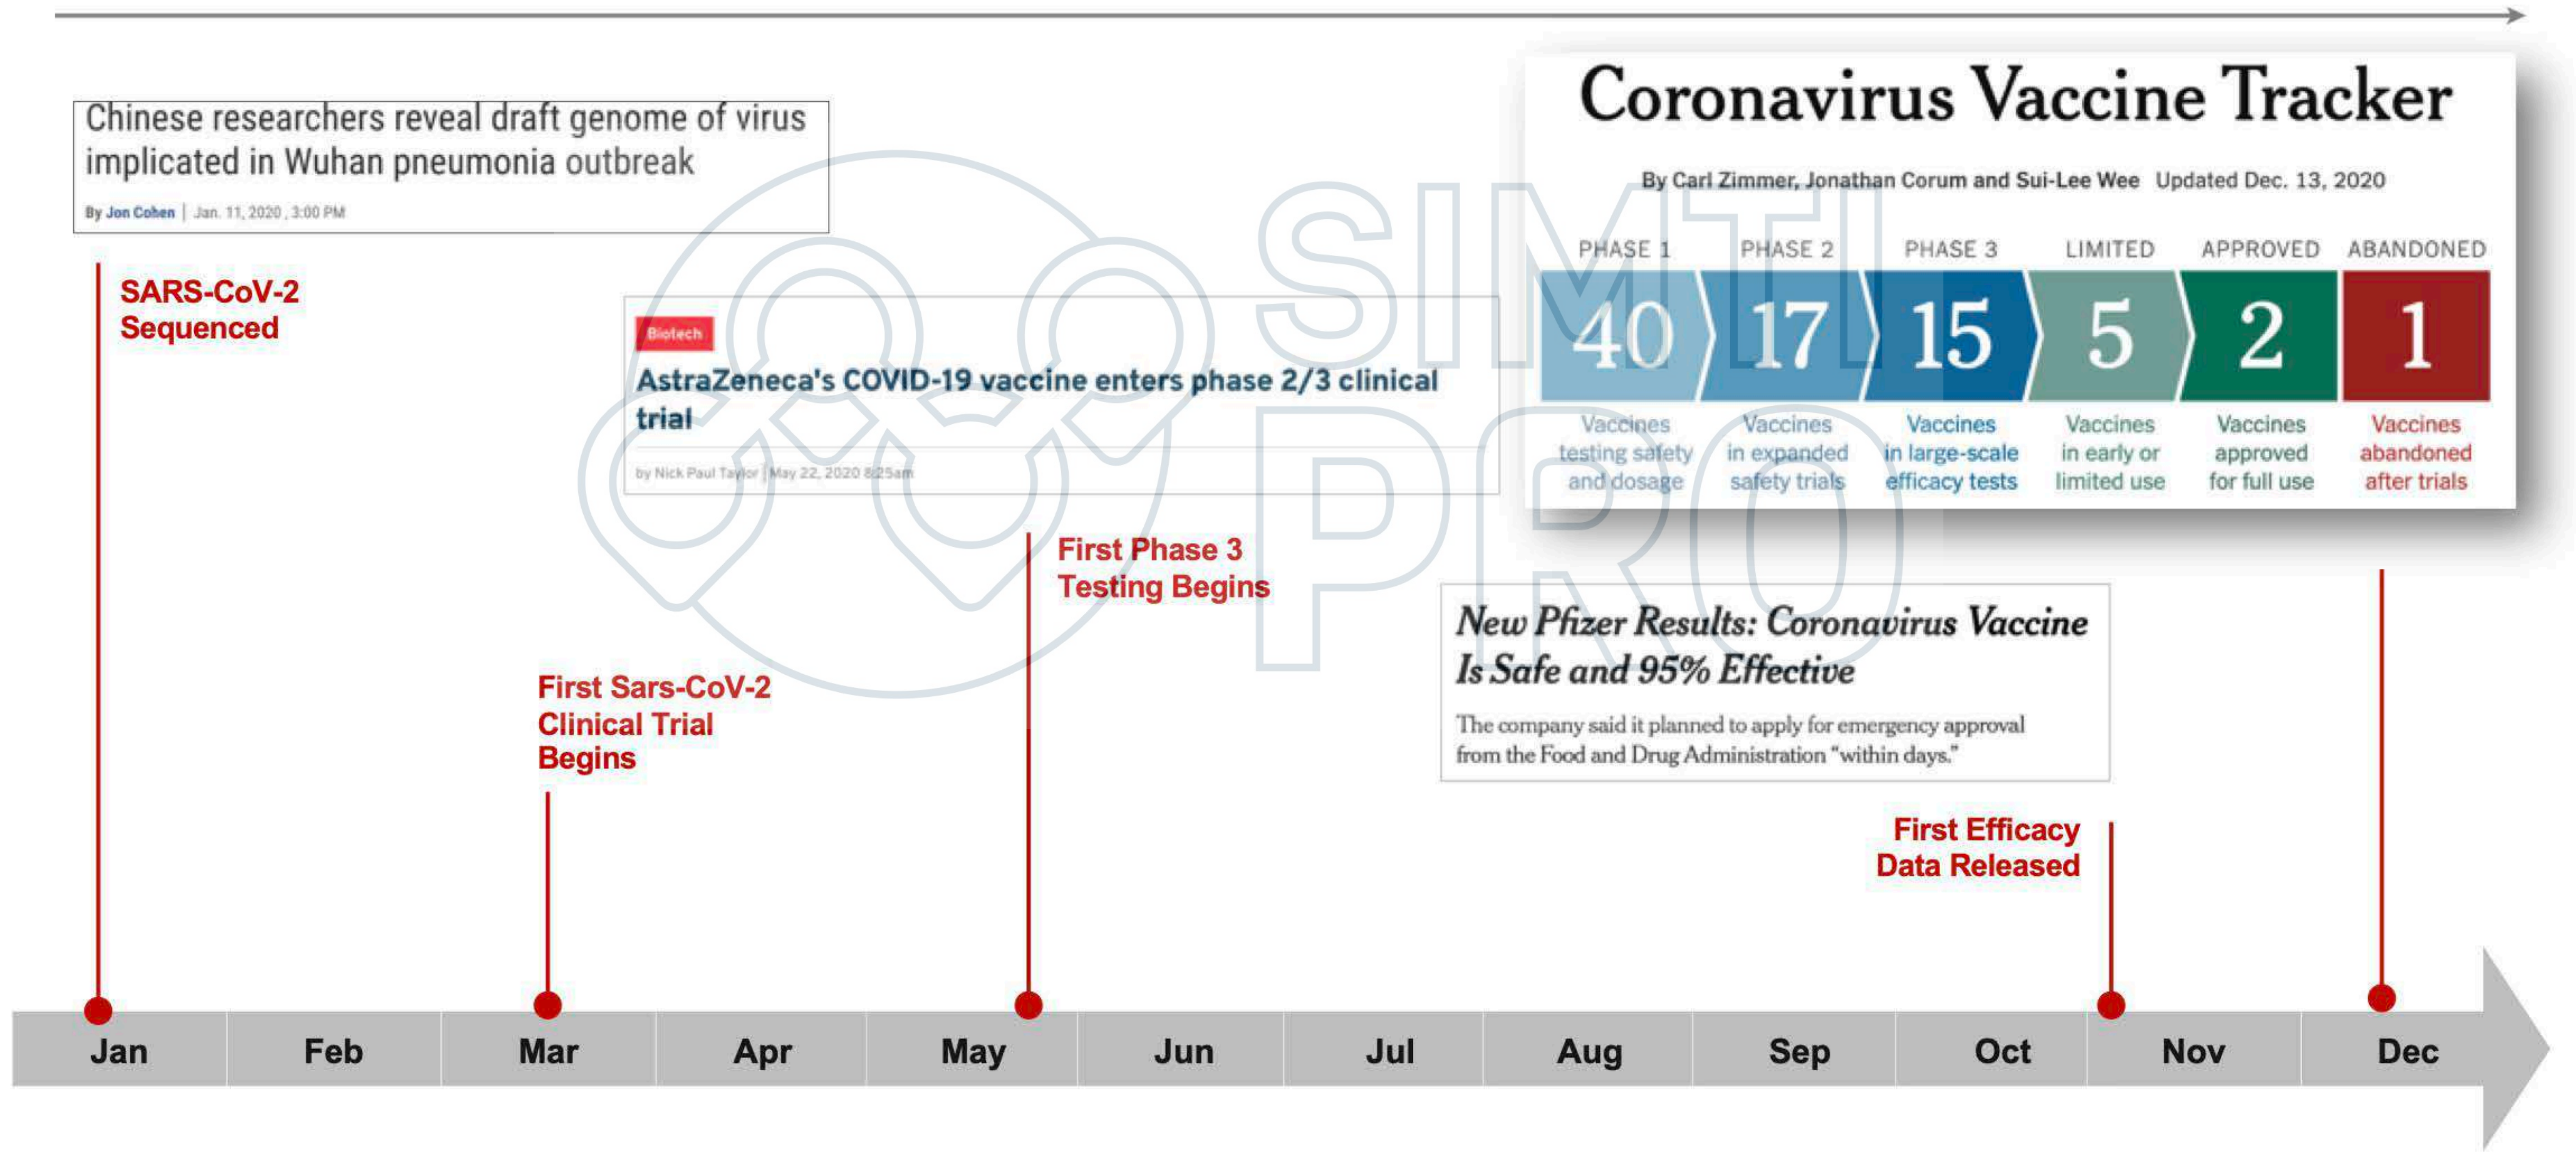 Chinese researchers reveal draft genome of virus
implicated in Wuhan pneumonia outbreak
By Jon Cohen | Jan. 11, 2020, 3:00 PM
SARS-CoV-2
Sequenced
Biotech
AstraZeneca's COVID-19 vaccine enters phase 2/3 clinical
trial
by Nick Paul Taylor | May 22, 2020 8:25am
Coronavirus Vaccine Tracker
By Carl Zimmer, Jonathan Corum and Sui-Lee Wee Updated Dec. 13, 2020
PHASE 1 PHASE 2 PHASE 3 LIMITED APPROVED ABANDONED
40 17 15 5 2 1
Vaccines Vaccines Vaccines Vaccines Vaccines Vaccines
testing safety in expanded in large-scale in early or approved abandoned
and dosage safety trials efficacy tests limited use for full use after trials
SIMTI
PRO
First Phase 3
Testing Begins
First Sars-CoV-2
Clinical Trial
Begins
New Pfizer Results: Coronavirus Vaccine
Is Safe and 95% Effective
The company said it planned to apply for emergency approval
from the Food and Drug Administration "within days."
First Efficacy
Data Released
Jan Feb Mar Apr May Jun Jul Aug Sep Oct Nov Dec